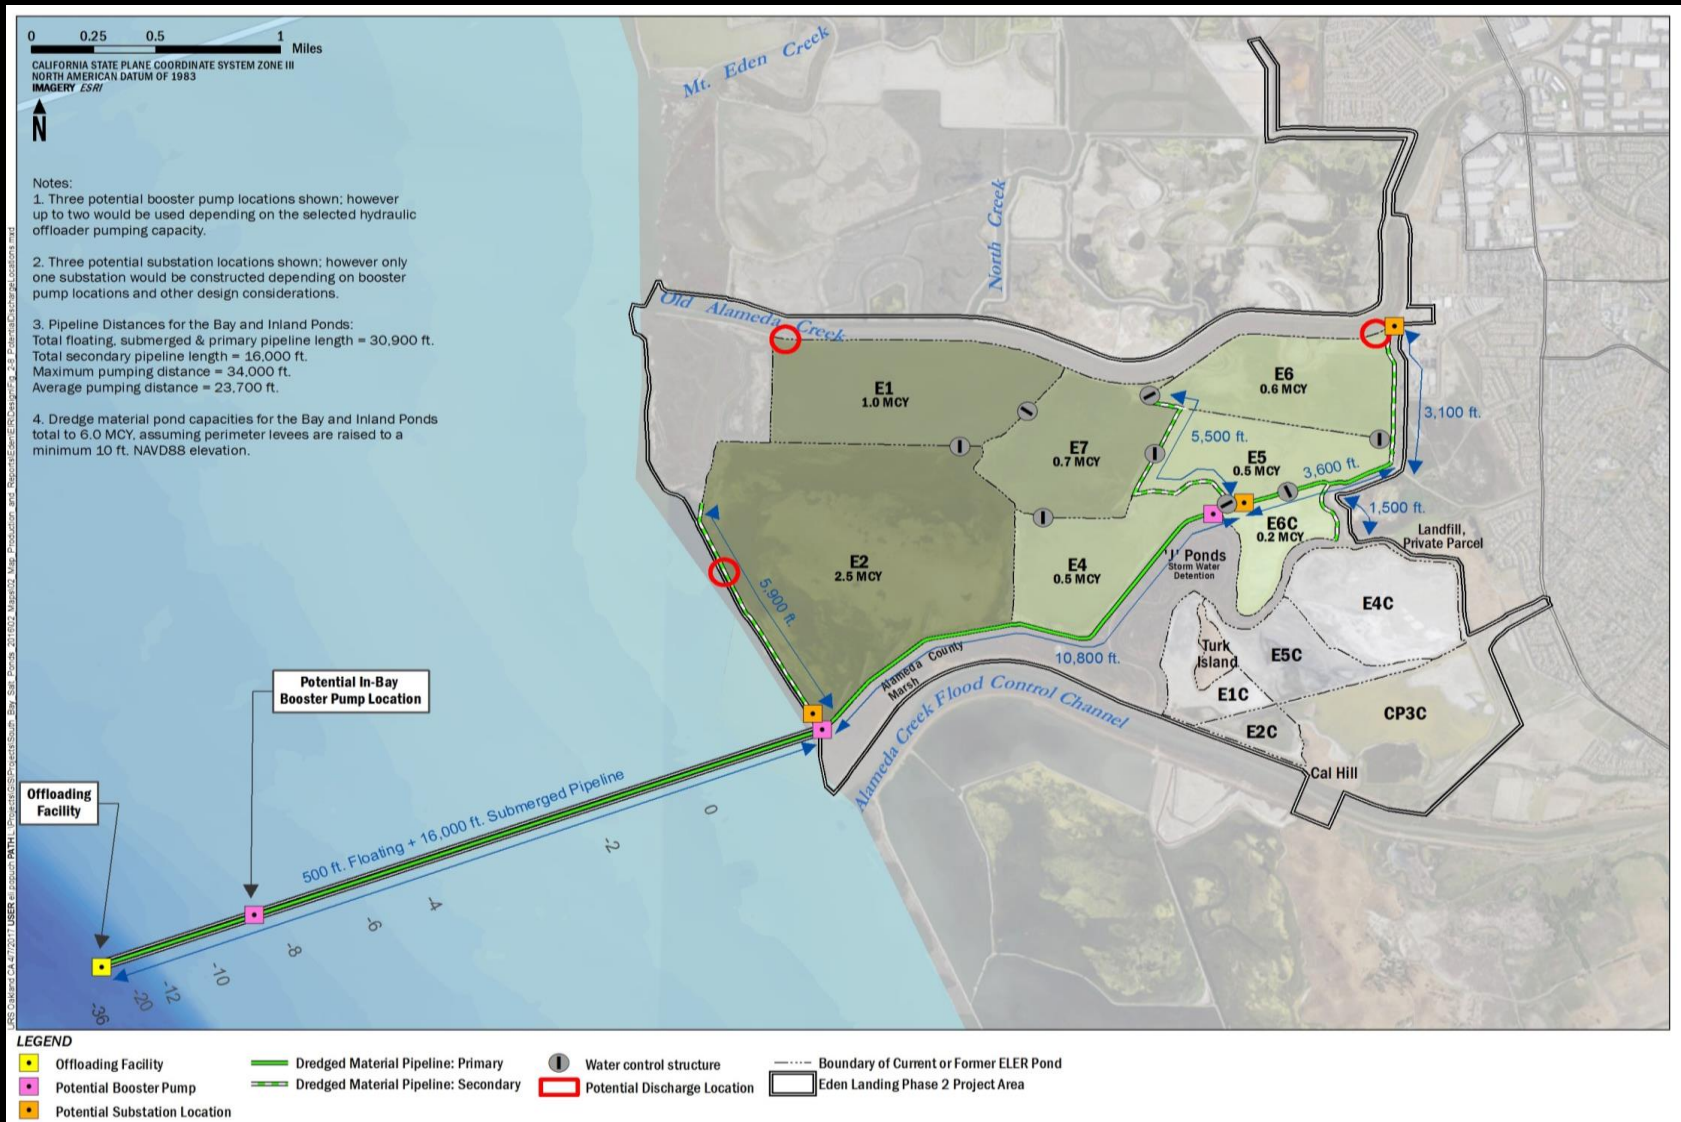 0 0.25 0.5 1
Miles
CALIFORNIA STATE PLANE COORDINATE SYSTEM ZONE III
NORTH AMERICAN DATUM OF 1983
IMAGERY ESRI
N
Notes:
1. Three potential booster pump locations shown; however
up to two would be used depending on the selected hydraulic
offloader pumping capacity.
2. Three potential substation locations shown; however only
one substation would be constructed depending on booster
pump locations and other design considerations.
3. Pipeline Distances for the Bay and Inland Ponds:
Total floating, submerged & primary pipeline length = 30,900 ft.
Total secondary pipeline length = 16,000 ft.
Maximum pumping distance = 34,000 ft.
Average pumping distance = 23,700 ft.
4. Dredge material pond capacities for the Bay and Inland Ponds
total to 6.0 MCY, assuming perimeter levees are raised to a
minimum 10 ft. NAVD88 elevation.
Mt. Eden Creek
North Creek
Old Alameda Creek
E1
1.0 MCY
E6
0.6 MCY
3,100 ft.
E7
0.7 MCY
5,500 ft.
E5
0.5 MCY
3,600 ft.
1,500 ft.
E6C
0.2 MCY
Landfill,
Private Parcel
E2
2.5 MCY
E4
0.5 MCY
'J' Ponds
Storm Water
Detention
5,900 ft.
E4C
Turk
Island
E5C
10,800 ft.
Alameda County
Marsh
E1C
E2C
CP3C
Cal Hill
Alameda Creek Flood Control Channel
Potential In-Bay
Booster Pump Location
Offloading
Facility
500 ft. Floating + 16,000 ft. Submerged Pipeline
0
-2
-4
-6
-8
-10
-12
-20
-36
LEGEND
Offloading Facility
Potential Booster Pump
Potential Substation Location
Dredged Material Pipeline: Primary
Dredged Material Pipeline: Secondary
Water control structure
Potential Discharge Location
Boundary of Current or Former ELER Pond
Eden Landing Phase 2 Project Area